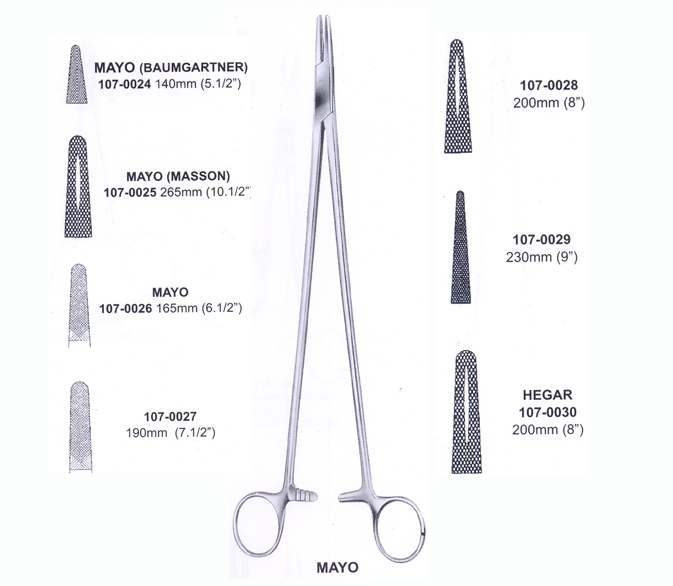 MAYO (BAUMGARTNER)
107-0024 140mm (5.1/2")
MAYO (MASSON)
107-0025 265mm (10.1/2"
MAYO
107-0026 165mm (6.1/2")
107-0027
190mm (7.1/2")
107-0028
200mm (8")
107-0029
230mm (9")
HEGAR
107-0030
200mm (8")
MAYO